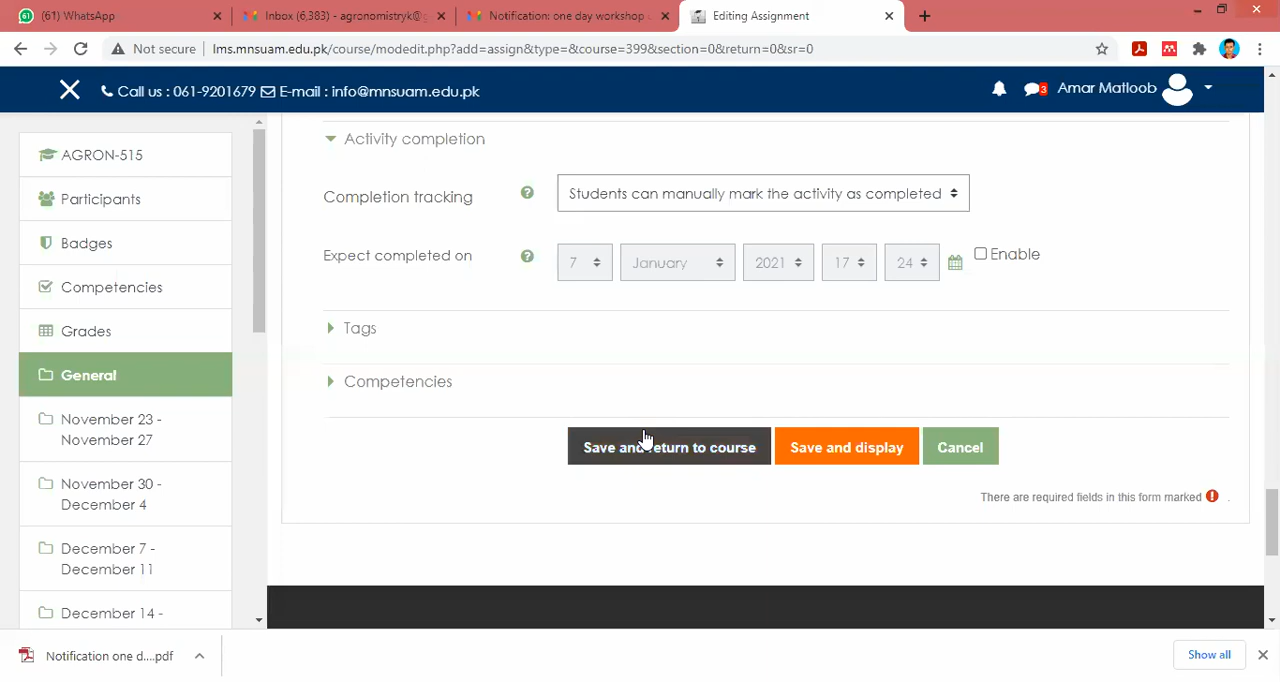 (61) WhatsApp
Inbox (6,383) - agronomistryk@g
Notification: one day workshop
Editing Assignment
Not secure
lms.mnsuam.edu.pk/course/modedit.php?add=assign&type=&course=399&section=0&return=0&sr=0
Call us : 061-9201679 E-mail : info@mnsuam.edu.pk
3
Amar Matloob
AGRON-515
Participants
Badges
Competencies
Grades
General
November 23 -
November 27
November 30 -
December 4
December 7 -
December 11
December 14 -
Activity completion
Completion tracking
Students can manually mark the activity as completed
Expect completed on
7 January 2021 17 24 Enable
Tags
Competencies
Save and return to course
Save and display
Cancel
There are required fields in this form marked
Notification one d....pdf
Show all